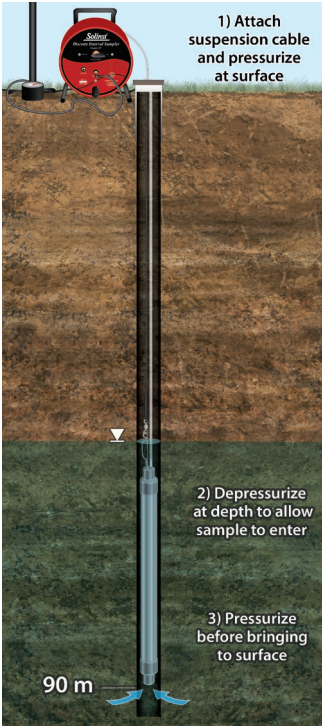 1) Attach
suspension cable
and pressurize
at surface
Solinst
Discrete Interval Sampler
2) Depressurize
at depth to allow
sample to enter
3) Pressurize
before bringing
to surface
90 m